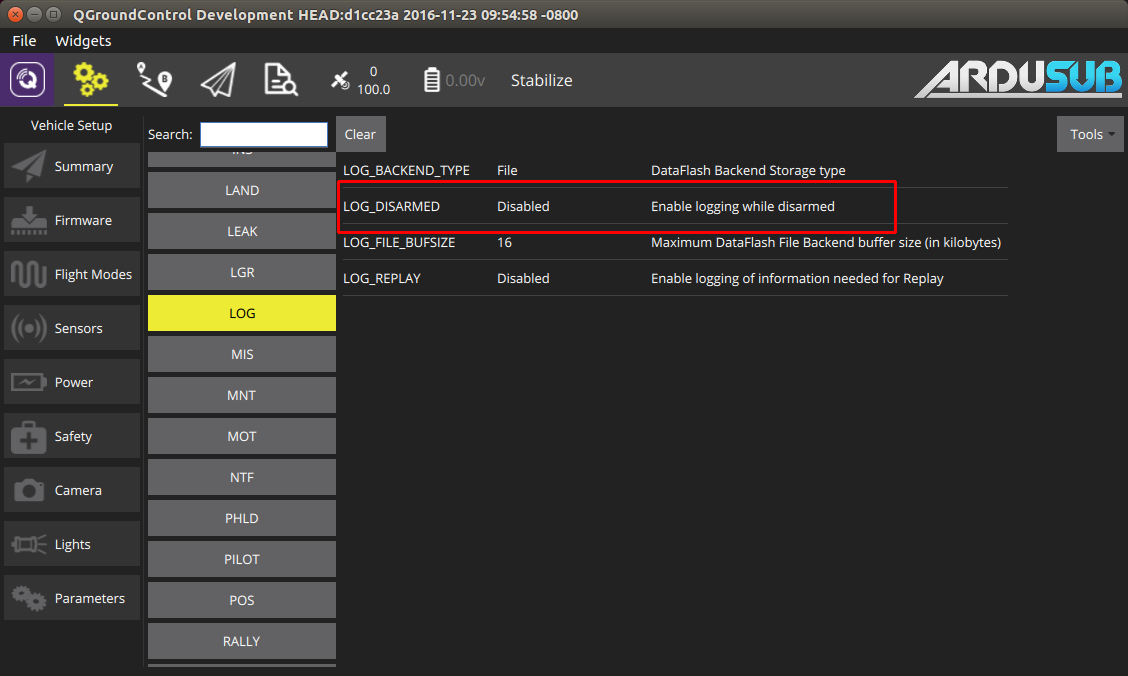 QGroundControl Development HEAD:d1cc23a 2016-11-23 09:54:58 -0800
File Widgets
0
100.0
0.00v
Stabilize
ARDUSUB
Vehicle Setup
Search:
Clear
Tools
Summary
Firmware
Flight Modes
Sensors
Power
Safety
Camera
Lights
Parameters
INS
LAND
LEAK
LGR
LOG
MIS
MNT
MOT
NTF
PHLD
PILOT
POS
RALLY
LOG_BACKEND_TYPE File DataFlash Backend Storage type
LOG_DISARMED Disabled Enable logging while disarmed
LOG_FILE_BUFSIZE 16 Maximum DataFlash File Backend buffer size (in kilobytes)
LOG_REPLAY Disabled Enable logging of information needed for Replay